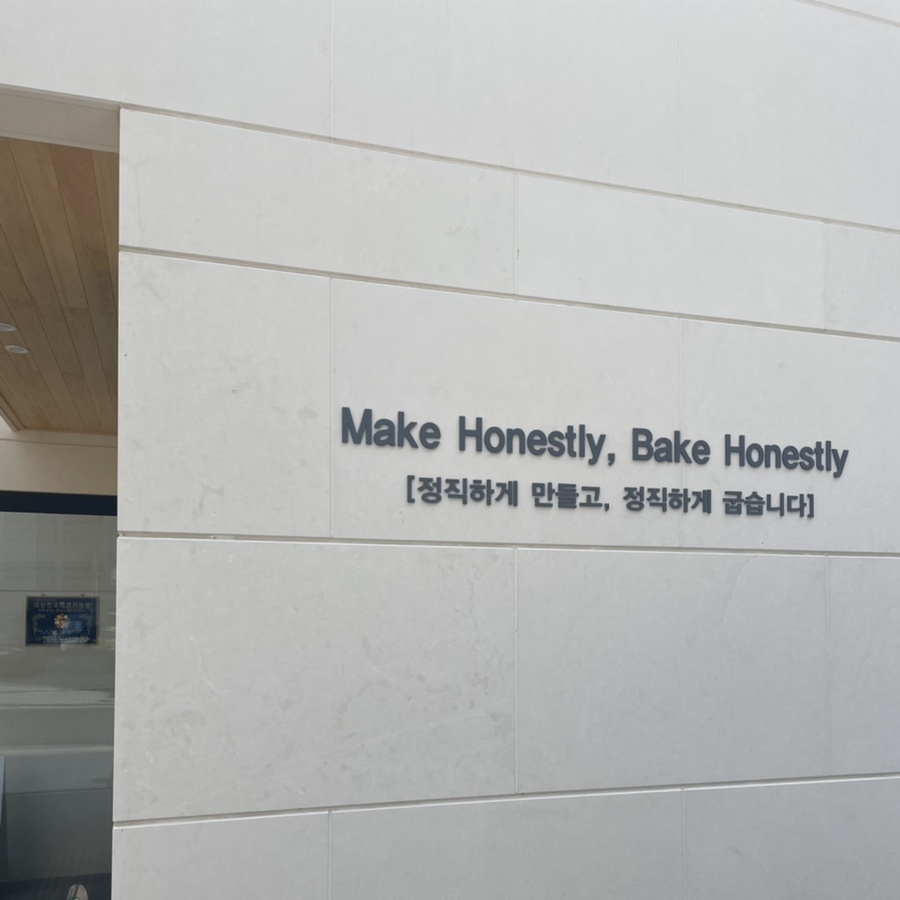 Make Honestly, Bake Honestly
[정직하게 만들고, 정직하게 굽습니다]